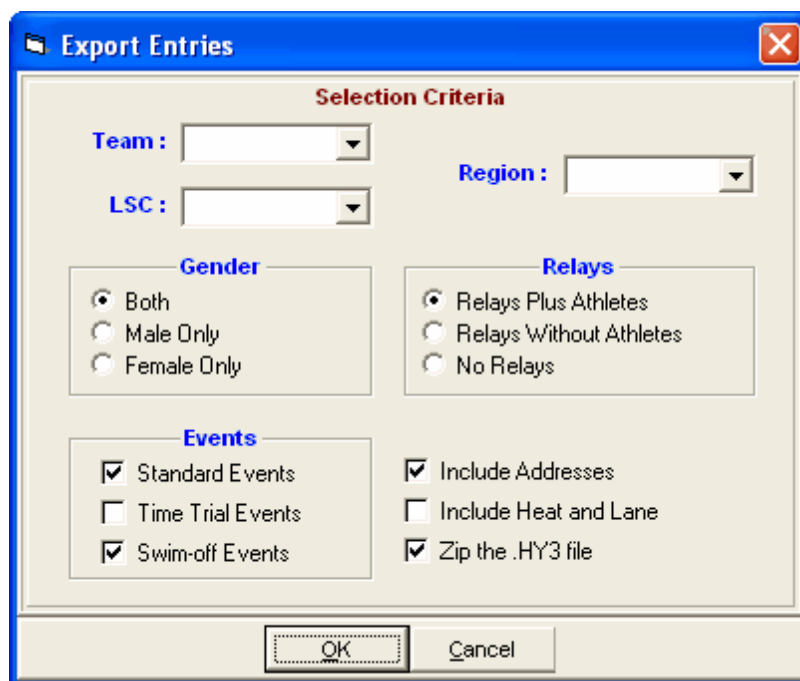 Export Entries
Selection Criteria
Team :
Region :
LSC :
Gender
Both
Male Only
Female Only
Relays
Relays Plus Athletes
Relays Without Athletes
No Relays
Events
Standard Events
Time Trial Events
Swim-off Events
Include Addresses
Include Heat and Lane
Zip the .HY3 file
OK
Cancel